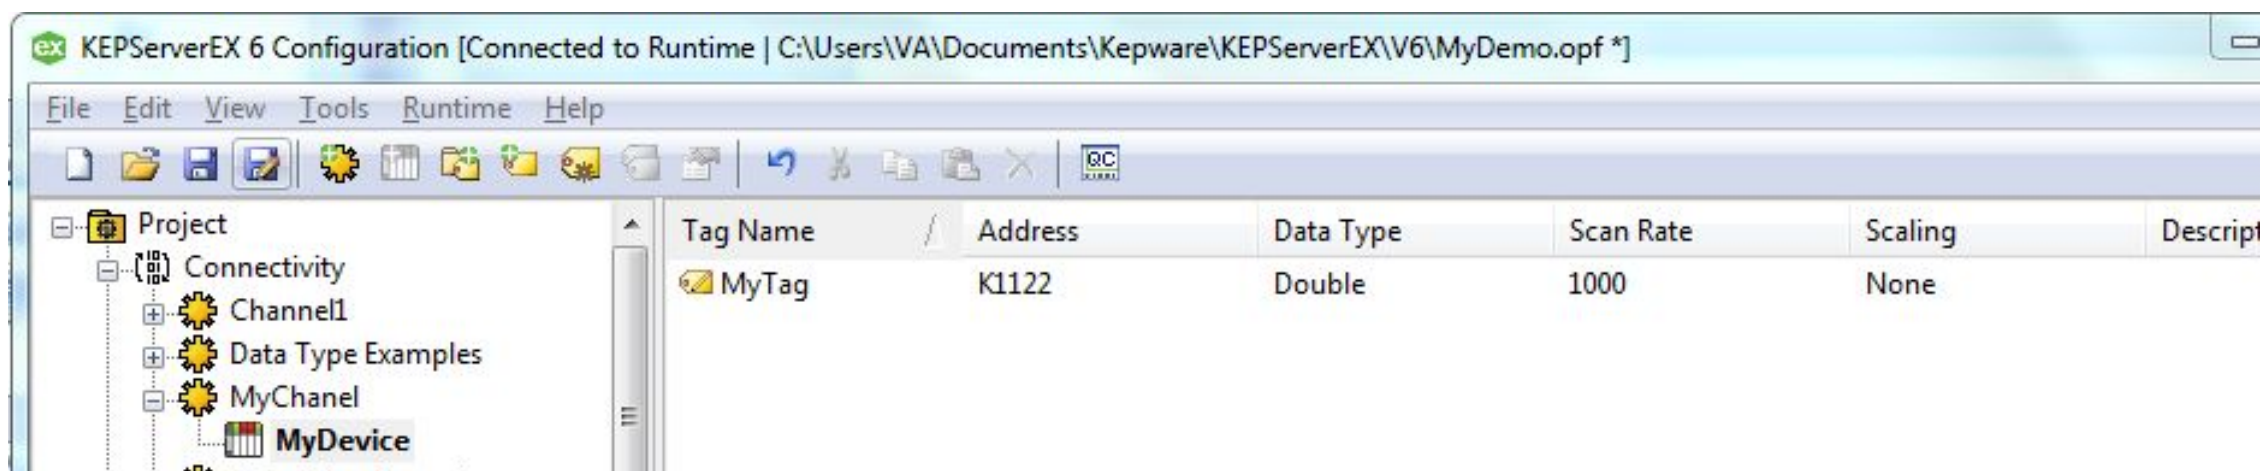 ex KEPServerEX 6 Configuration [Connected to Runtime | C:\Users\VA\Documents\Kepware\KEPServerEX\V6\MyDemo.opf *]
File Edit View Tools Runtime Help
QC
Project
Connectivity
Channel1
Data Type Examples
MyChanel
MyDevice
Tag Name Address Data Type Scan Rate Scaling Descript
MyTag K1122 Double 1000 None